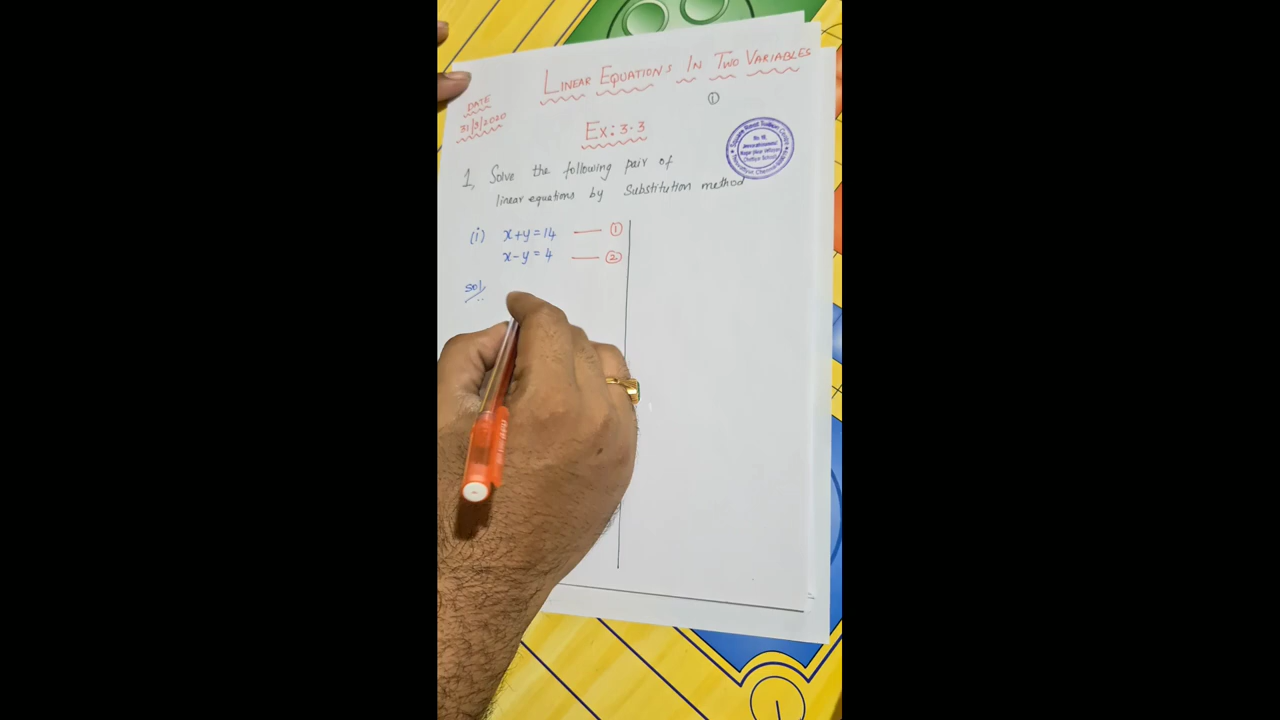 LINEAR EQUATIONS IN TWO VARIABLES
①
DATE
31/3/2020
Ex: 3.3
1, Solve the following pair of
linear equations by Substitution method
(i) x+y=14 —— ①
x-y=4 —— ②
Sol